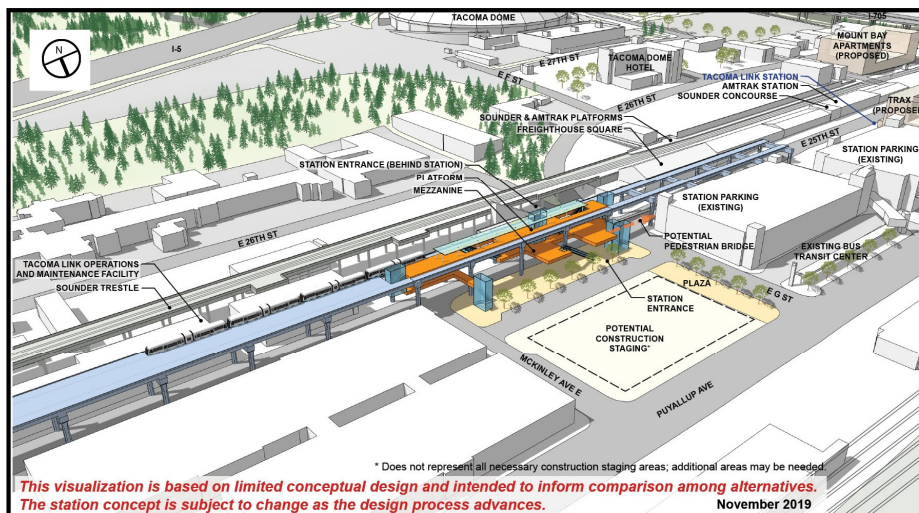 TACOMA DOME
I-705
I-5
N
E 27TH ST
E F ST
TACOMA DOME
HOTEL
MOUNT BAY
APARTMENTS
(PROPOSED)
TACOMA LINK STATION
AMTRAK STATION
SOUNDER CONCOURSE
E 26TH ST
TRAX
(PROPOSED)
SOUNDER & AMTRAK PLATFORMS
FREIGHTHOUSE SQUARE
E 25TH ST
STATION PARKING
(EXISTING)
STATION ENTRANCE (BEHIND STATION)
PLATFORM
MEZZANINE
STATION PARKING
(EXISTING)
E 26TH ST
POTENTIAL
PEDESTRIAN BRIDGE
EXISTING BUS
TRANSIT CENTER
TACOMA LINK OPERATIONS
AND MAINTENANCE FACILITY
SOUNDER TRESTLE
PLAZA
E G ST
STATION
ENTRANCE
POTENTIAL
CONSTRUCTION
STAGING*
MCKINLEY AVE E
PUYALLUP AVE
* Does not represent all necessary construction staging areas; additional areas may be needed.
This visualization is based on limited conceptual design and intended to inform comparison among alternatives.
The station concept is subject to change as the design process advances.
November 2019